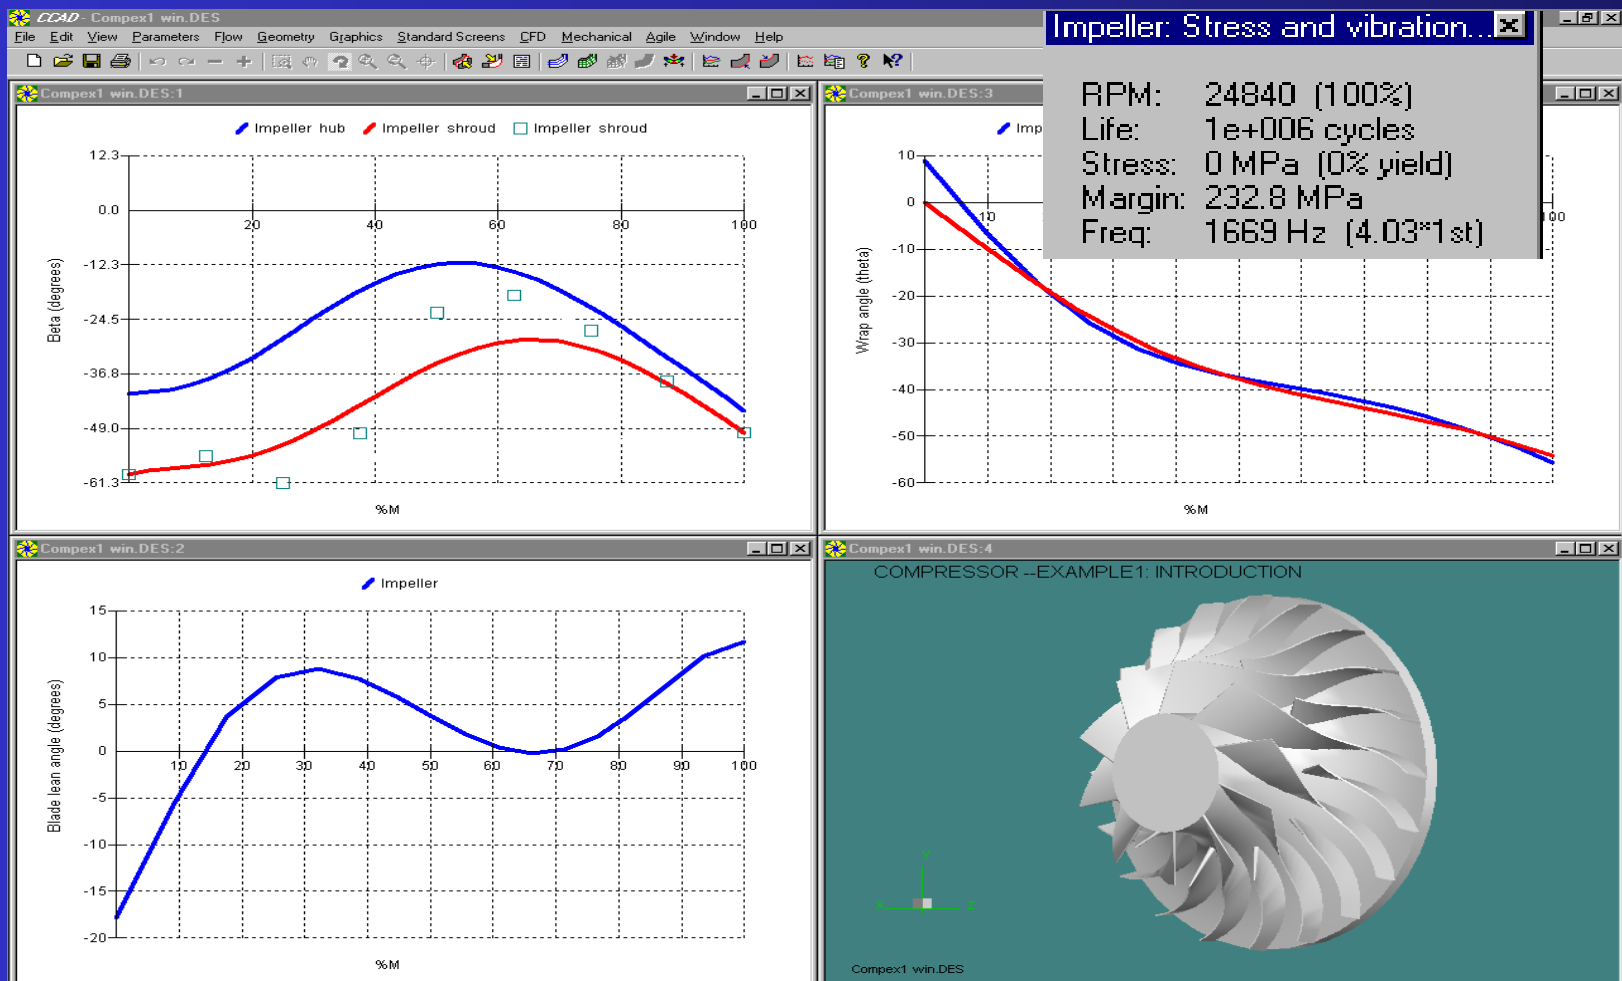 CCAD - Compex1 win.DES
Impeller: Stress and vibration...
File Edit View Parameters Flow Geometry Graphics Standard Screens CFD Mechanical Agile Window Help
RPM: 24840 (100%)
Life: 1e+006 cycles
Stress: 0 MPa (0% yield)
Margin: 232.8 MPa
Freq: 1669 Hz (4.03*1st)
Compex1 win.DES:1
Impeller hub Impeller shroud Impeller shroud
12.3
0.0
-12.3
-24.5
-36.8
-49.0
-61.3
20 40 60 80 100
Beta (degrees)
%M
Compex1 win.DES:3
Imp
10
0
-10
-20
-30
-40
-50
-60
10 100
Wrap angle (theta)
%M
Compex1 win.DES:2
Impeller
15
10
5
0
-5
-10
-15
-20
10 20 30 40 50 60 70 80 90 100
Blade lean angle (degrees)
%M
Compex1 win.DES:4
COMPRESSOR --EXAMPLE1: INTRODUCTION
Y
X Z
Compex1 win.DES